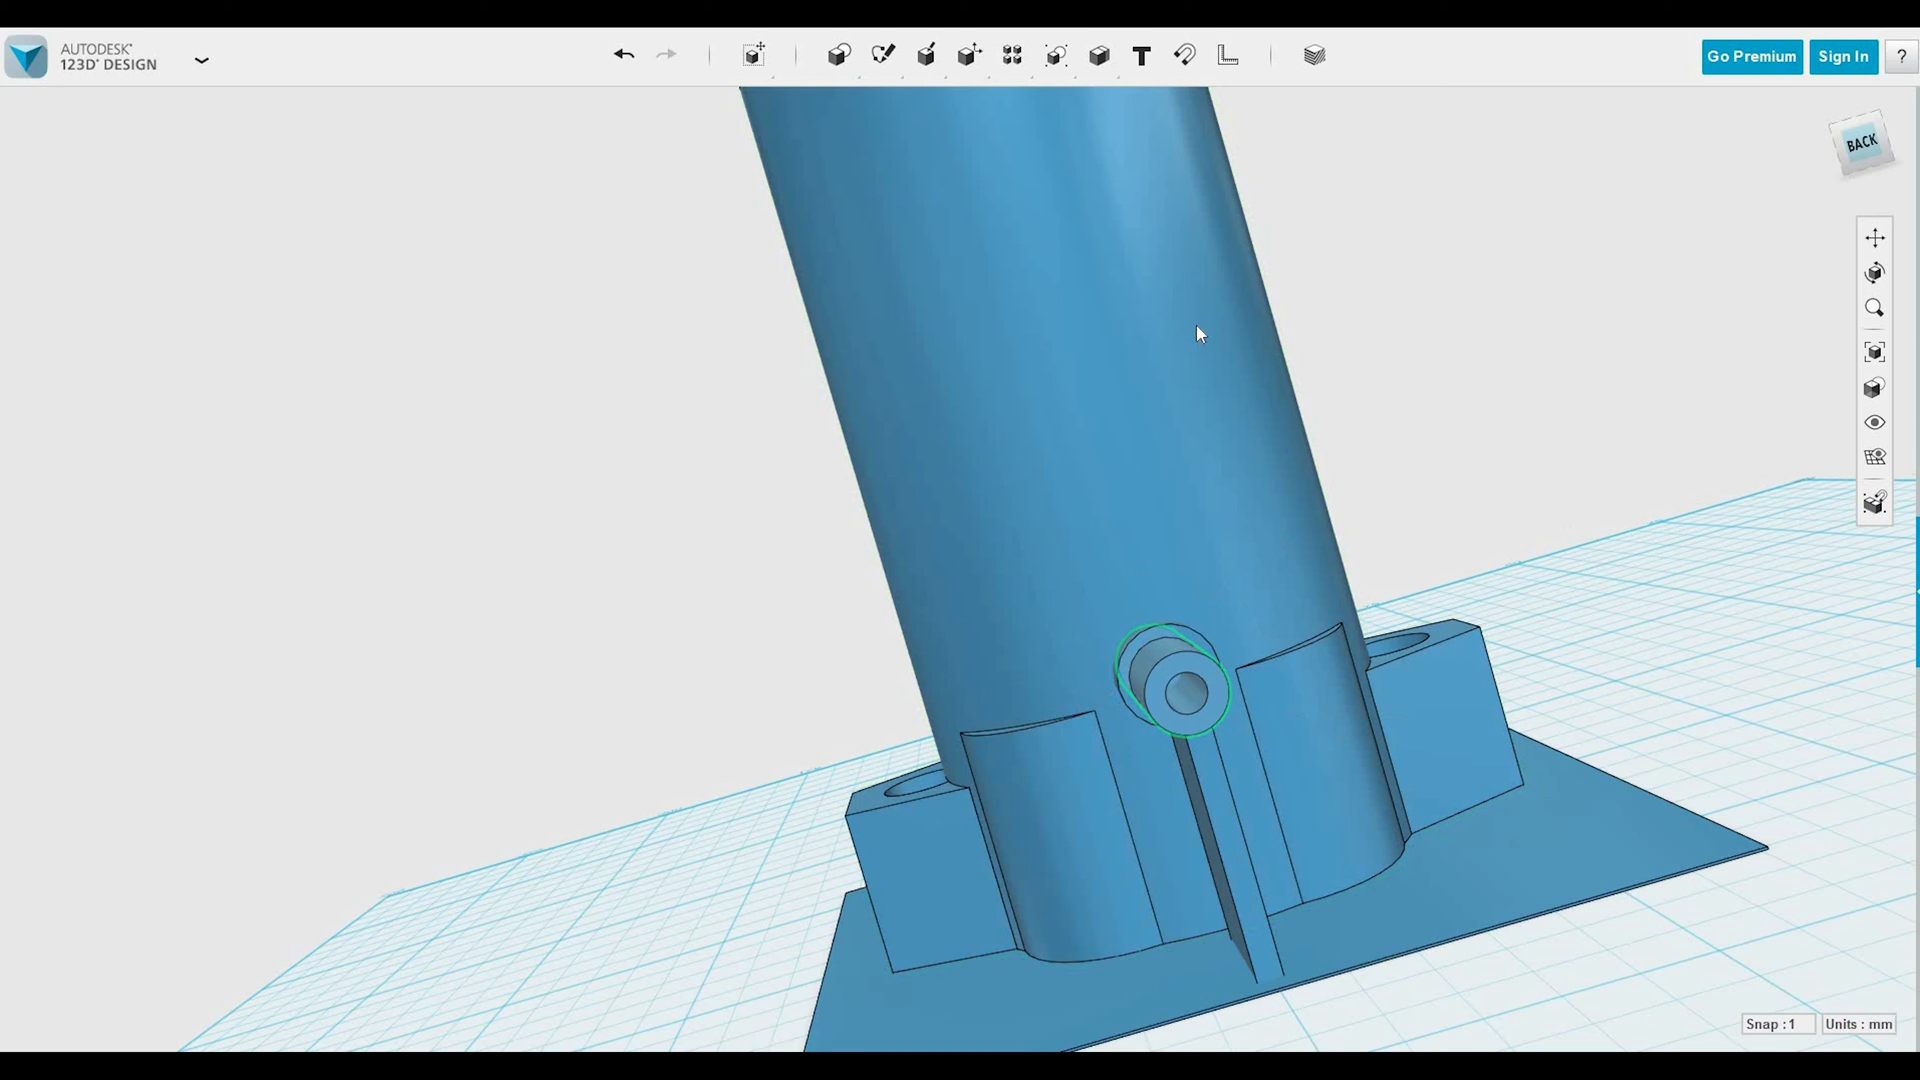 AUTODESK®
123D® DESIGN
T
Go Premium
Sign In
?
BACK
Snap : 1
Units : mm